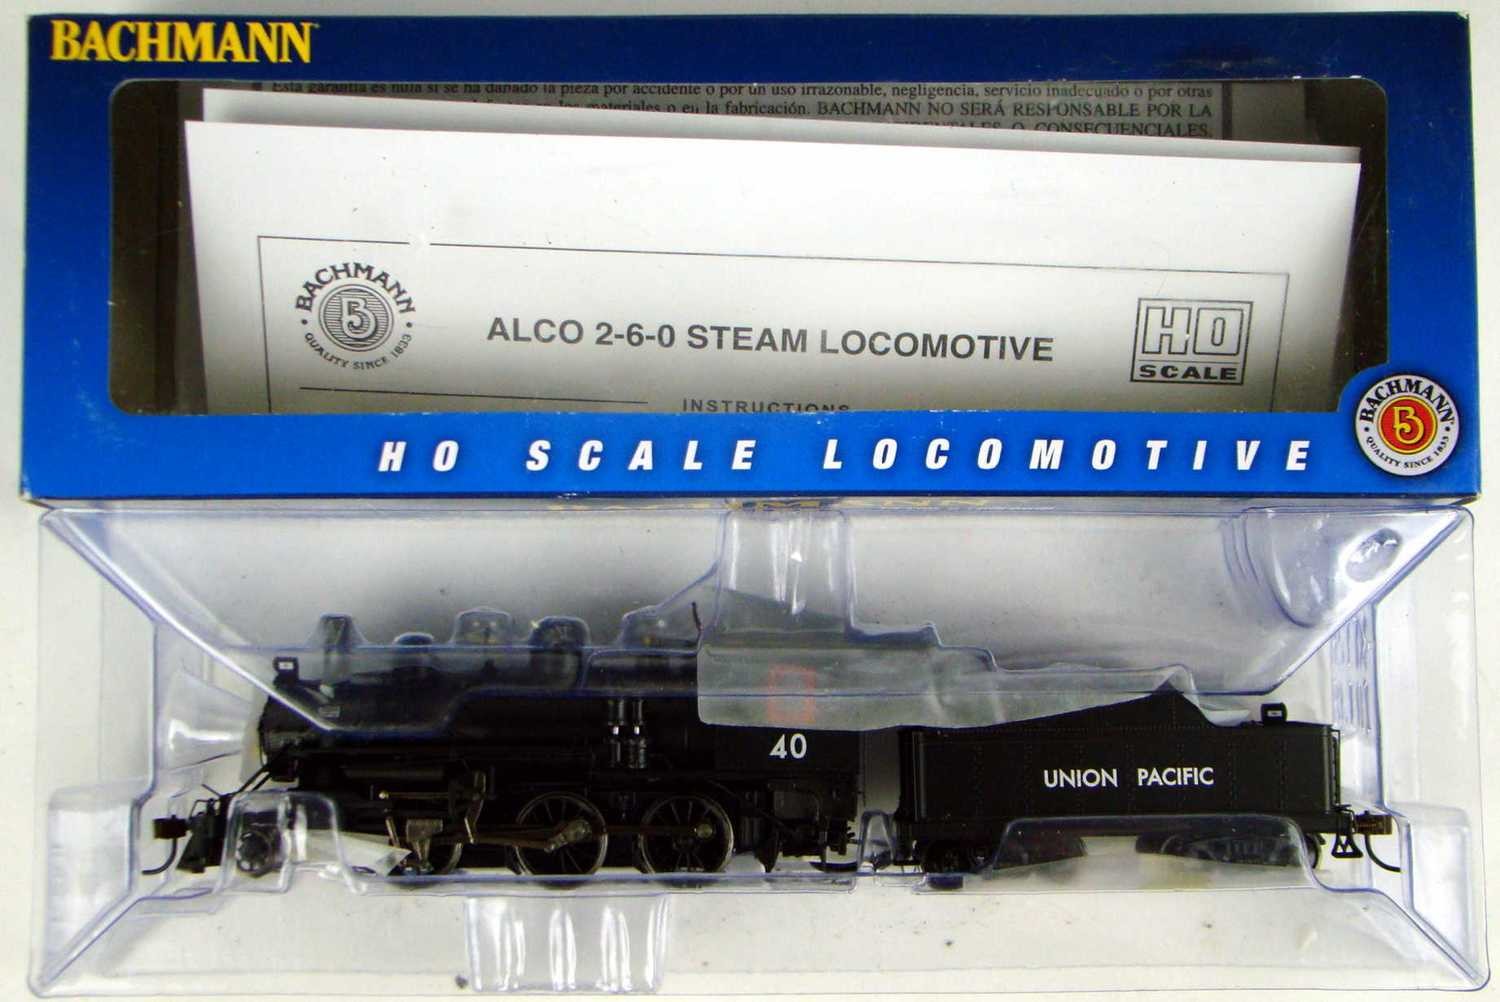 BACHMANN
Esta garantía es nula si se ha dañado la pieza por accidente o por un uso irrazonable, negligencia, servicio inadecuado o por otras
los materiales o en la fabricación. BACHMANN NO SERÁ RESPONSABLE POR LA
O CONSECUENCIALES.
BACHMANN
B
QUALITY SINCE 1833
ALCO 2-6-0 STEAM LOCOMOTIVE
HO
SCALE
INSTRUCTIONS
HO SCALE LOCOMOTIVE
BACHMANN
B
QUALITY SINCE 1833
40
UNION PACIFIC